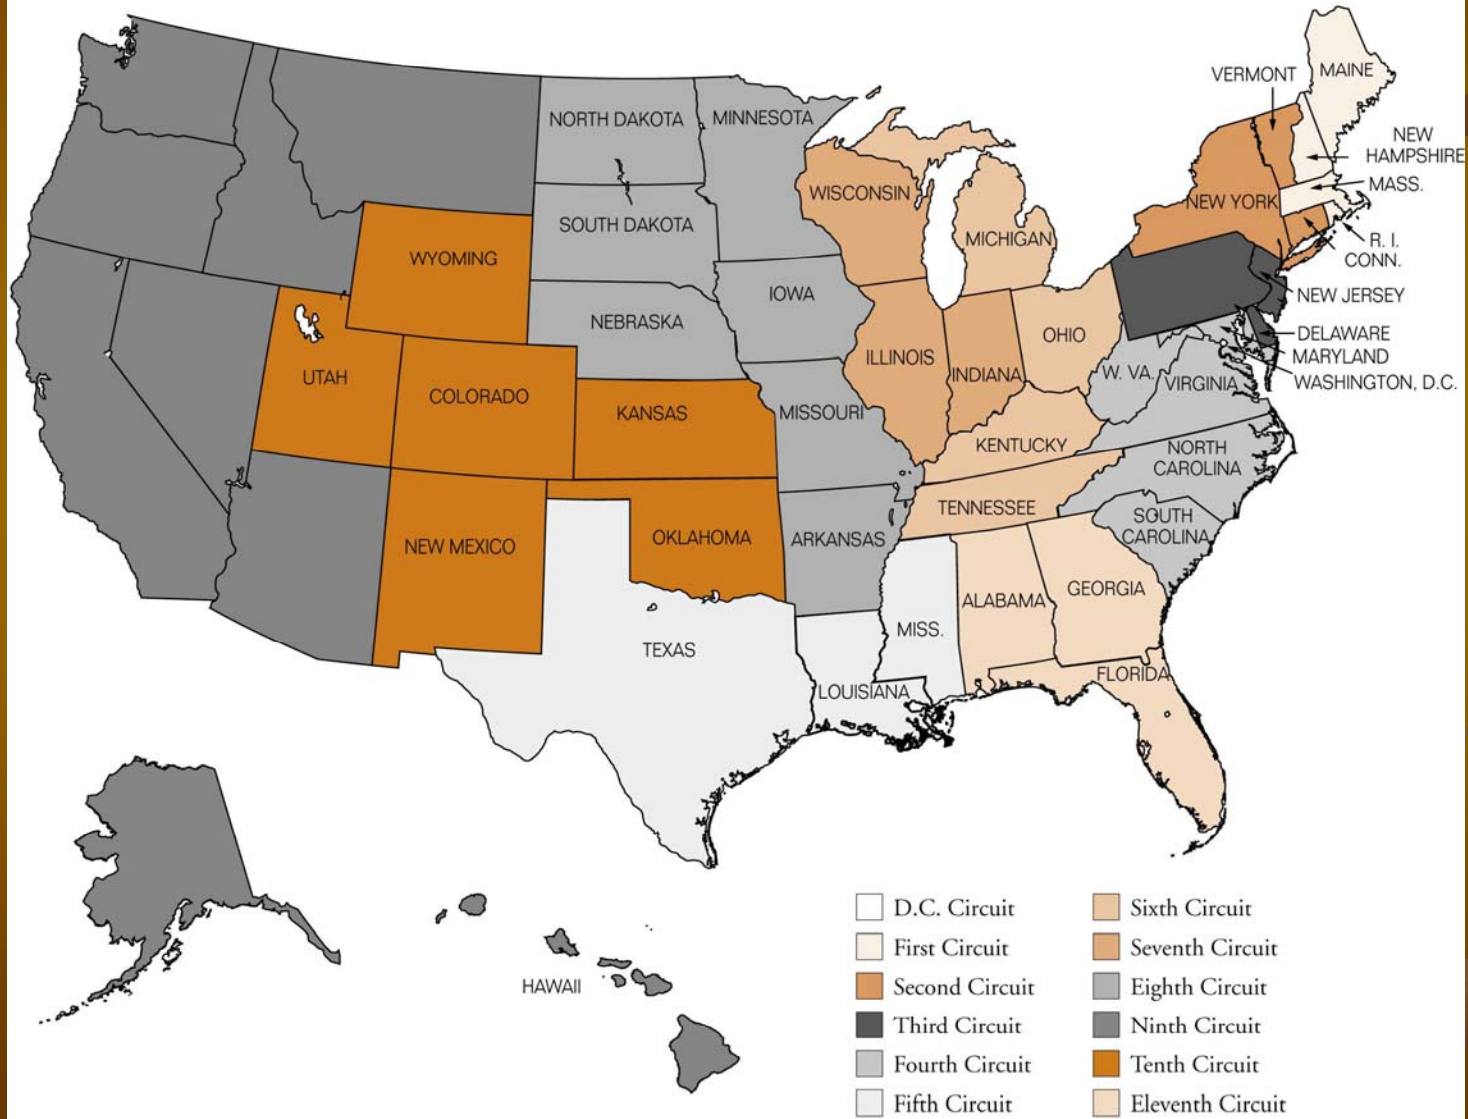 VERMONT
MAINE
NORTH DAKOTA
MINNESOTA
NEW
HAMPSHIRE
MASS.
WISCONSIN
NEW YORK
SOUTH DAKOTA
MICHIGAN
R. I.
CONN.
WYOMING
IOWA
NEW JERSEY
NEBRASKA
OHIO
DELAWARE
ILLINOIS
MARYLAND
UTAH
INDIANA
W. VA.
VIRGINIA
WASHINGTON, D.C.
COLORADO
KANSAS
MISSOURI
KENTUCKY
NORTH
CAROLINA
TENNESSEE
SOUTH
CAROLINA
NEW MEXICO
OKLAHOMA
ARKANSAS
ALABAMA
GEORGIA
MISS.
TEXAS
FLORIDA
LOUISIANA
HAWAII
D.C. Circuit
First Circuit
Second Circuit
Third Circuit
Fourth Circuit
Fifth Circuit
Sixth Circuit
Seventh Circuit
Eighth Circuit
Ninth Circuit
Tenth Circuit
Eleventh Circuit